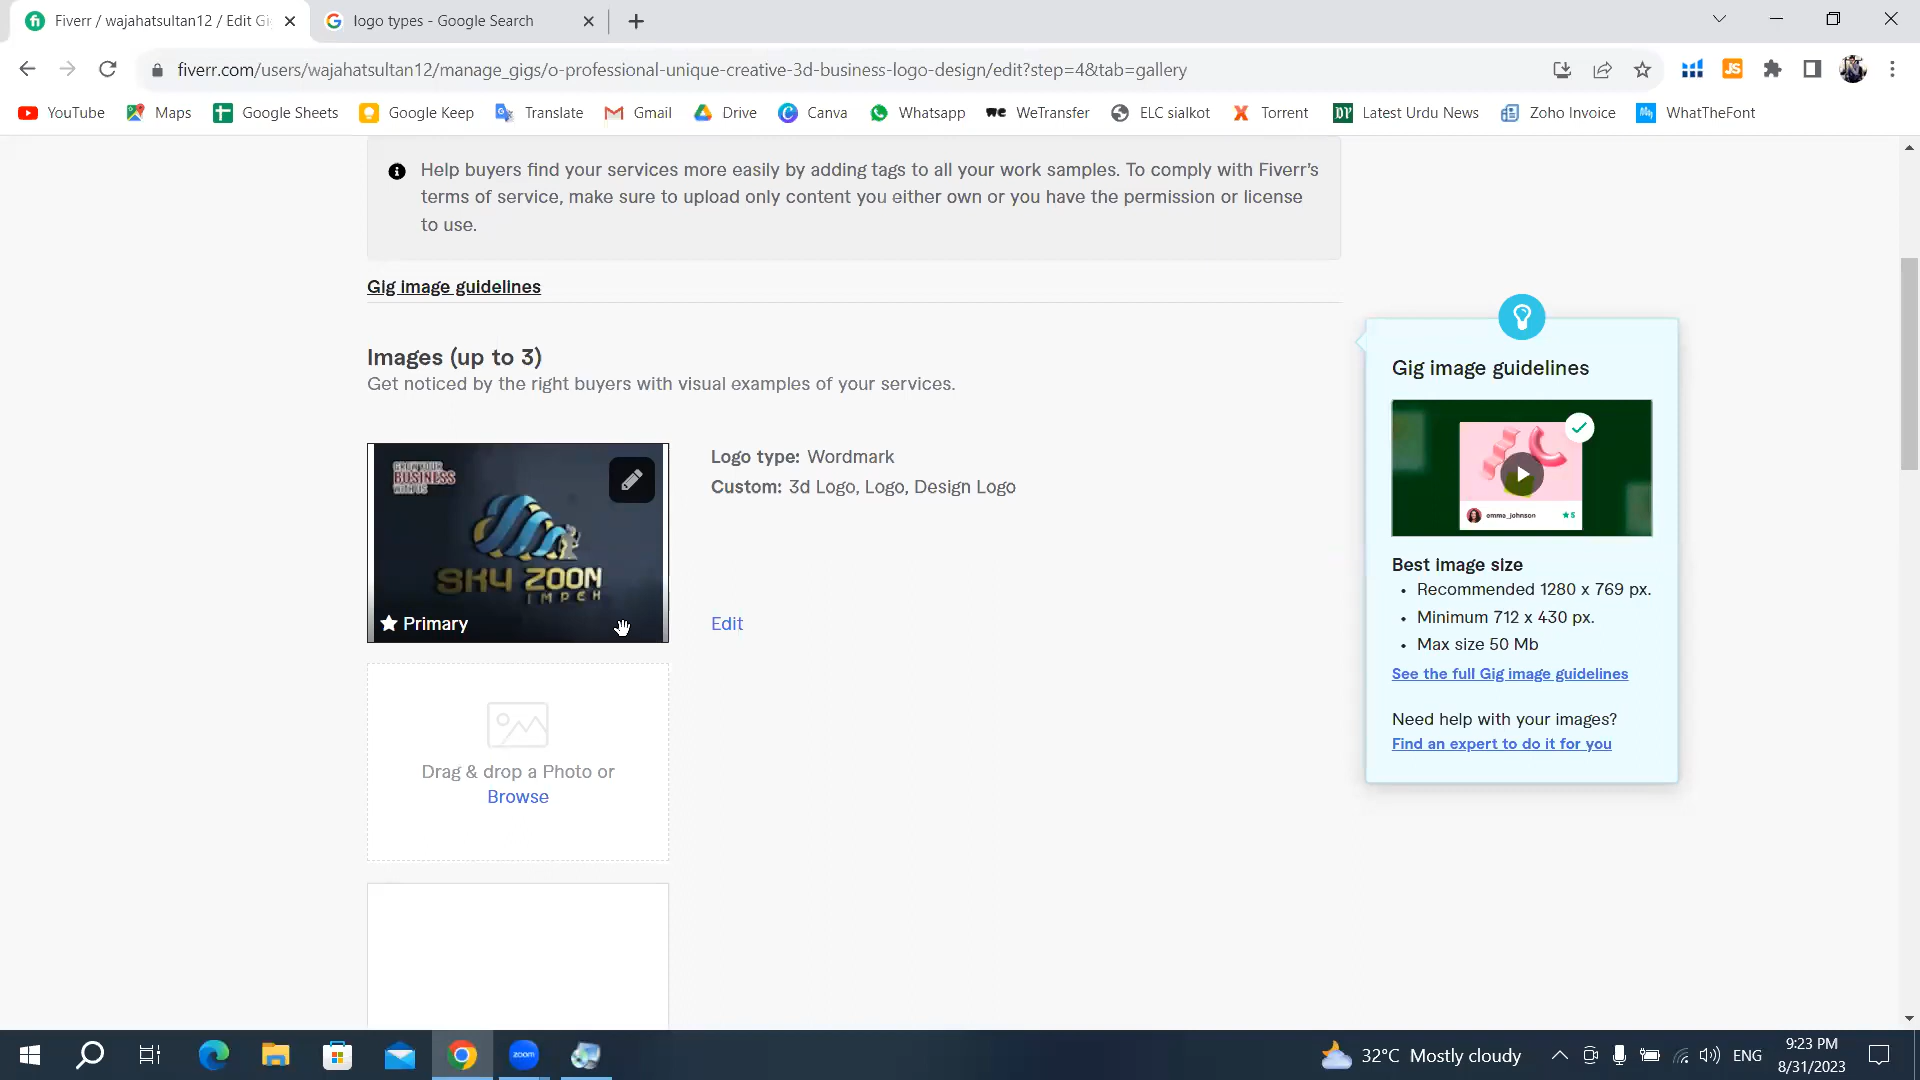 Fiverr / wajahatsultan12 / Edit Gi
logo types - Google Search
fiverr.com/users/wajahatsultan12/manage_gigs/o-professional-unique-creative-3d-business-logo-design/edit?step=4&tab=gallery
YouTube
Maps
Google Sheets
Google Keep
Translate
Gmail
Drive
Canva
Whatsapp
WeTransfer
ELC sialkot
Torrent
Latest Urdu News
Zoho Invoice
WhatTheFont
Help buyers find your services more easily by adding tags to all your work samples. To comply with Fiverr's
terms of service, make sure to upload only content you either own or you have the permission or license
to use.
Gig image guidelines
Images (up to 3)
Get noticed by the right buyers with visual examples of your services.
GROW YOUR
BUSINESS
WITH US
SKY ZOON
IMPEX
Primary
Logo type: Wordmark
Custom: 3d Logo, Logo, Design Logo
Edit
Drag & drop a Photo or
Browse
Gig image guidelines
emma_johnson
5
Best image size
• Recommended 1280 x 769 px.
• Minimum 712 x 430 px.
• Max size 50 Mb
See the full Gig image guidelines
Need help with your images?
Find an expert to do it for you
zoom
32°C Mostly cloudy
ENG
9:23 PM
8/31/2023